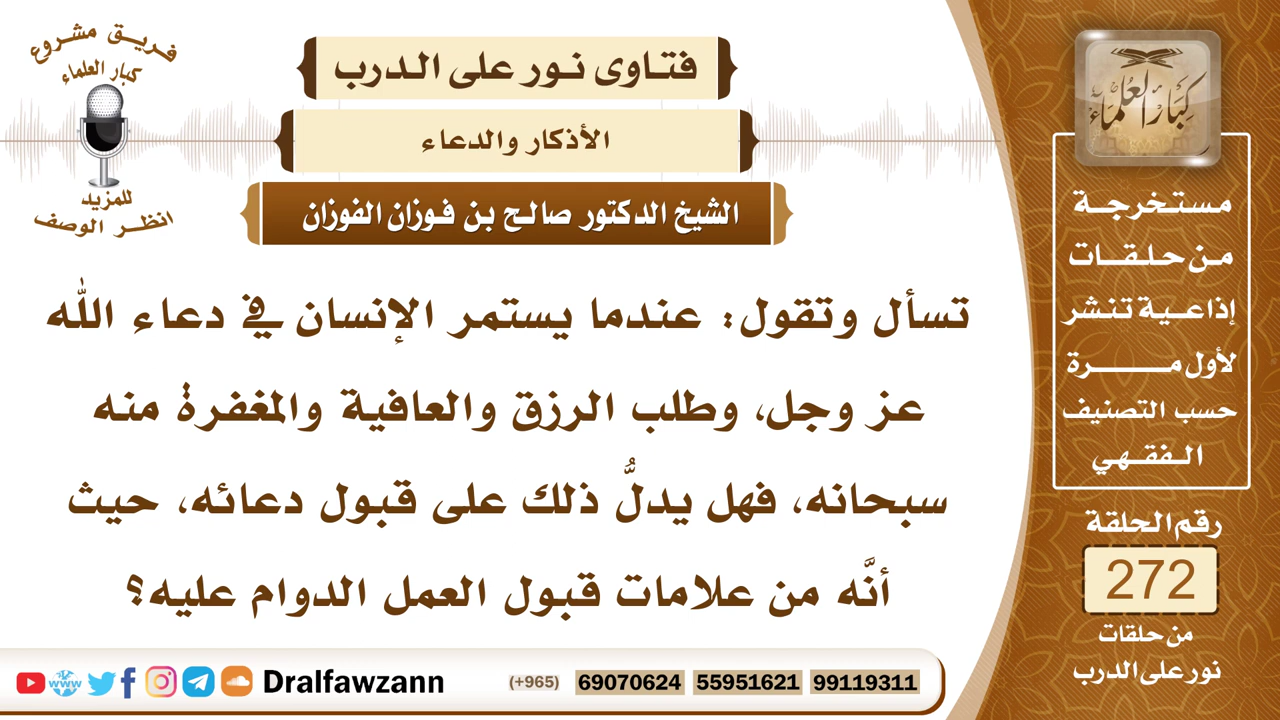 فريق مشروع
كبار العلماء
للمزيد
انظر الوصف
فتاوى نور على الدرب
الأذكار والدعاء
الشيخ الدكتور صالح بن فوزان الفوزان
تسأل وتقول: عندما يستمر الإنسان في دعاء الله
عز وجل، وطلب الرزق والعافية والمغفرة منه
سبحانه، فهل يدلُّ ذلك على قبول دعائه، حيث
أنَّه من علامات قبول العمل الدوام عليه؟
كبار العلماء
مستخرجة
من حلقات
إذاعية تنشر
لأول مرة
حسب التصنيف
الفقهي
رقم الحلقة
272
من حلقات
نور على الدرب
www Dralfawzann (+965) 69070624 55951621 99119311